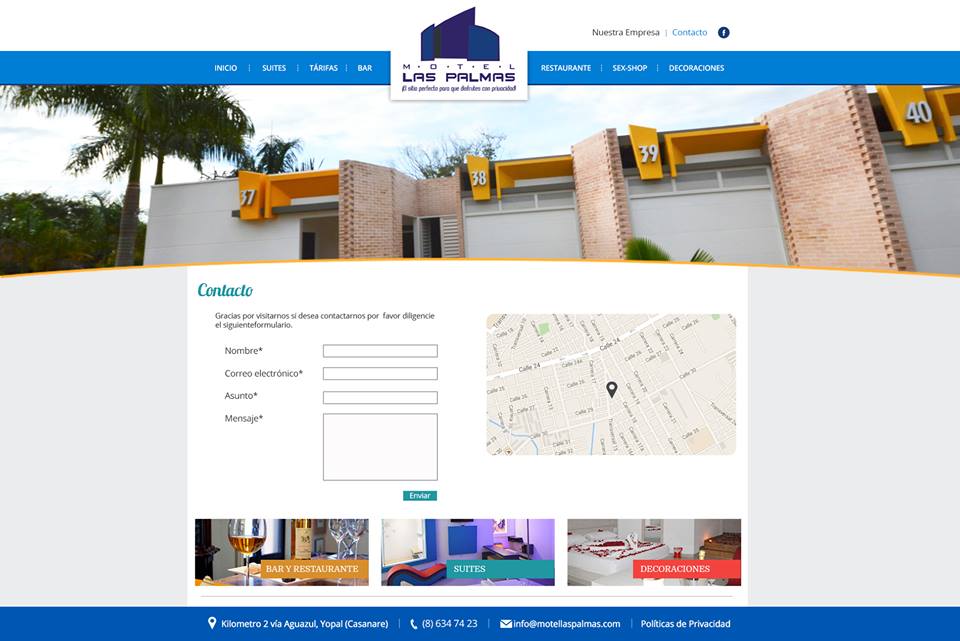 Nuestra Empresa | Contacto
f
INICIO
SUITES
TÁRIFAS
BAR
MOTEL
LAS PALMAS
¡El sitio perfecto para que disfrutes con privacidad!
RESTAURANTE
SEX-SHOP
DECORACIONES
37
38
39
40
Contacto
Gracias por visitarnos si desea contactarnos por favor diligencie
el siguienteformulario.
Nombre*
Correo electrónico*
Asunto*
Mensaje*
Enviar
Calle 24
Calle 24
BAR Y RESTAURANTE
SUITES
DECORACIONES
Kilometro 2 vía Aguazul, Yopal (Casanare) | (8) 634 74 23 | info@motellaspalmas.com | Políticas de Privacidad